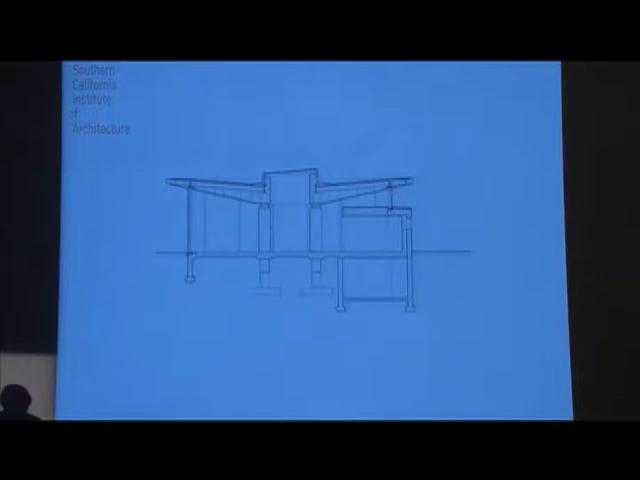 Southern
California
Institute
of
Architecture